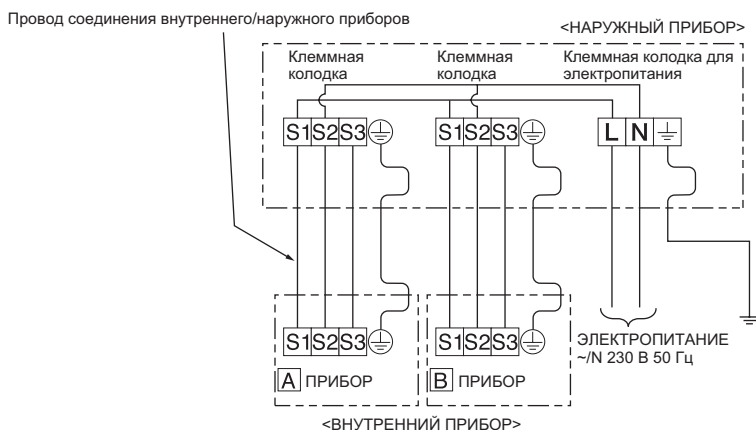 Провод соединения внутреннего/наружного приборов
<НАРУЖНЫЙ ПРИБОР>
Клеммная
колодка
Клеммная
колодка
Клеммная колодка для
электропитания
S1 S2 S3
S1 S2 S3
L N
S1 S2 S3
S1 S2 S3
A ПРИБОР
B ПРИБОР
ЭЛЕКТРОПИТАНИЕ
~/N 230 В 50 Гц
<ВНУТРЕННИЙ ПРИБОР>